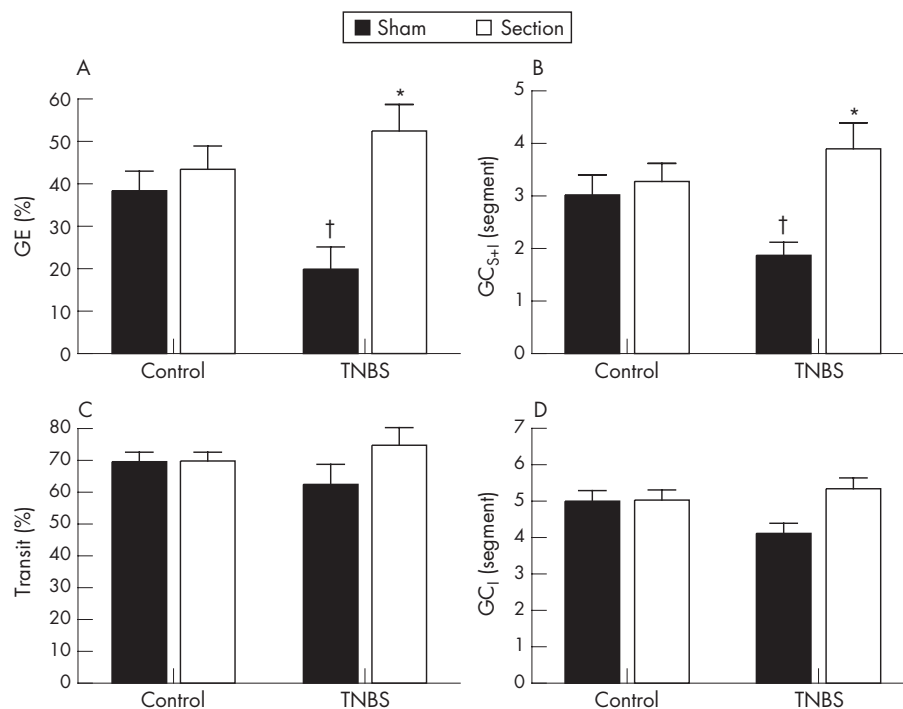 Sham Section
A
GE (%)
60
50
40
30
20
10
0
†
*
Control TNBS
B
GC_{S+I} (segment)
5
4
3
2
1
0
†
*
Control TNBS
C
Transit (%)
80
70
60
50
40
30
20
10
0
Control TNBS
D
GC_I (segment)
7
6
5
4
3
2
1
0
Control TNBS